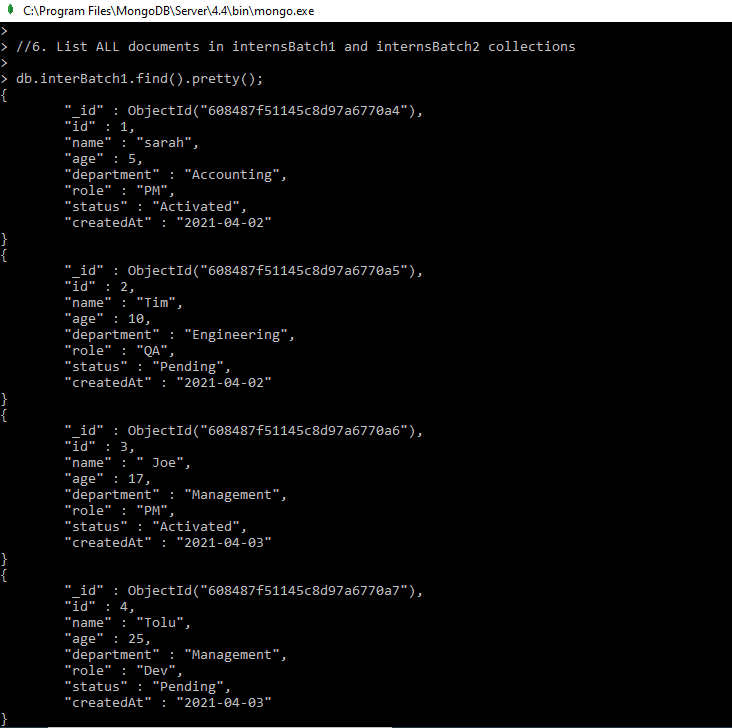 C:\Program Files\MongoDB\Server\4.4\bin\mongo.exe
>
> //6. List ALL documents in internsBatch1 and internsBatch2 collections
>
> db.interBatch1.find().pretty();
{
        "_id" : ObjectId("608487f51145c8d97a6770a4"),
        "id" : 1,
        "name" : "sarah",
        "age" : 5,
        "department" : "Accounting",
        "role" : "PM",
        "status" : "Activated",
        "createdAt" : "2021-04-02"
}
{
        "_id" : ObjectId("608487f51145c8d97a6770a5"),
        "id" : 2,
        "name" : "Tim",
        "age" : 10,
        "department" : "Engineering",
        "role" : "QA",
        "status" : "Pending",
        "createdAt" : "2021-04-02"
}
{
        "_id" : ObjectId("608487f51145c8d97a6770a6"),
        "id" : 3,
        "name" : " Joe",
        "age" : 17,
        "department" : "Management",
        "role" : "PM",
        "status" : "Activated",
        "createdAt" : "2021-04-03"
}
{
        "_id" : ObjectId("608487f51145c8d97a6770a7"),
        "id" : 4,
        "name" : "Tolu",
        "age" : 25,
        "department" : "Management",
        "role" : "Dev",
        "status" : "Pending",
        "createdAt" : "2021-04-03"
}